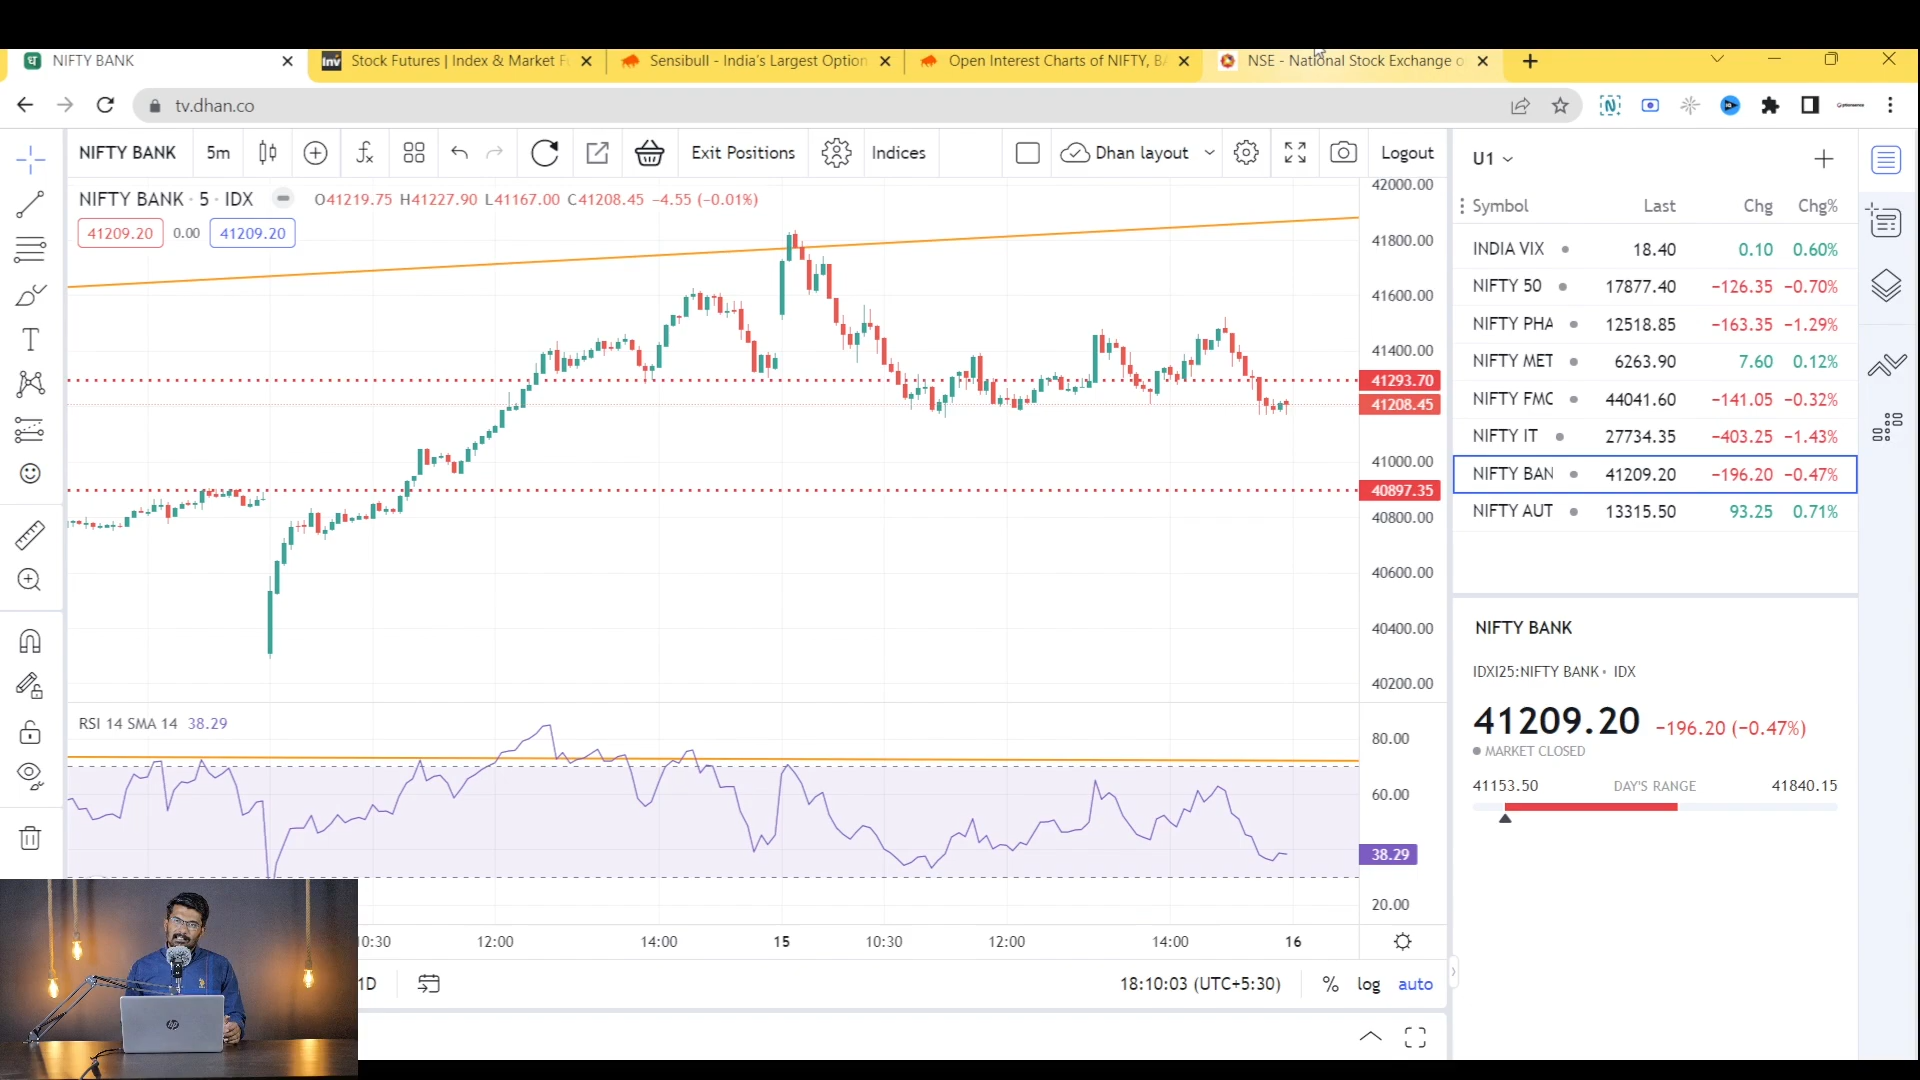 NIFTY BANK
Stock Futures | Index & Market Fu
Sensibull - India's Largest Option
Open Interest Charts of NIFTY, BA
NSE - National Stock Exchange o
tv.dhan.co
NIFTY BANK 5m Exit Positions Indices Dhan layout Logout
NIFTY BANK · 5 · IDX O41219.75 H41227.90 L41167.00 C41208.45 −4.55 (−0.01%)
41209.20 0.00 41209.20
42000.00
41800.00
41600.00
41400.00
41293.70
41208.45
41000.00
40897.35
40800.00
40600.00
40400.00
40200.00
RSI 14 SMA 14 38.29
80.00
60.00
38.29
20.00
0:30 12:00 14:00 15 10:30 12:00 14:00 16
1D 18:10:03 (UTC+5:30) % log auto
U1
Symbol Last Chg Chg%
INDIA VIX 18.40 0.10 0.60%
NIFTY 50 17877.40 −126.35 −0.70%
NIFTY PHA 12518.85 −163.35 −1.29%
NIFTY MET 6263.90 7.60 0.12%
NIFTY FMC 44041.60 −141.05 −0.32%
NIFTY IT 27734.35 −403.25 −1.43%
NIFTY BAN 41209.20 −196.20 −0.47%
NIFTY AUT 13315.50 93.25 0.71%
NIFTY BANK
IDXI25:NIFTY BANK · IDX
41209.20 −196.20 (−0.47%)
MARKET CLOSED
41153.50 DAY'S RANGE 41840.15
hp